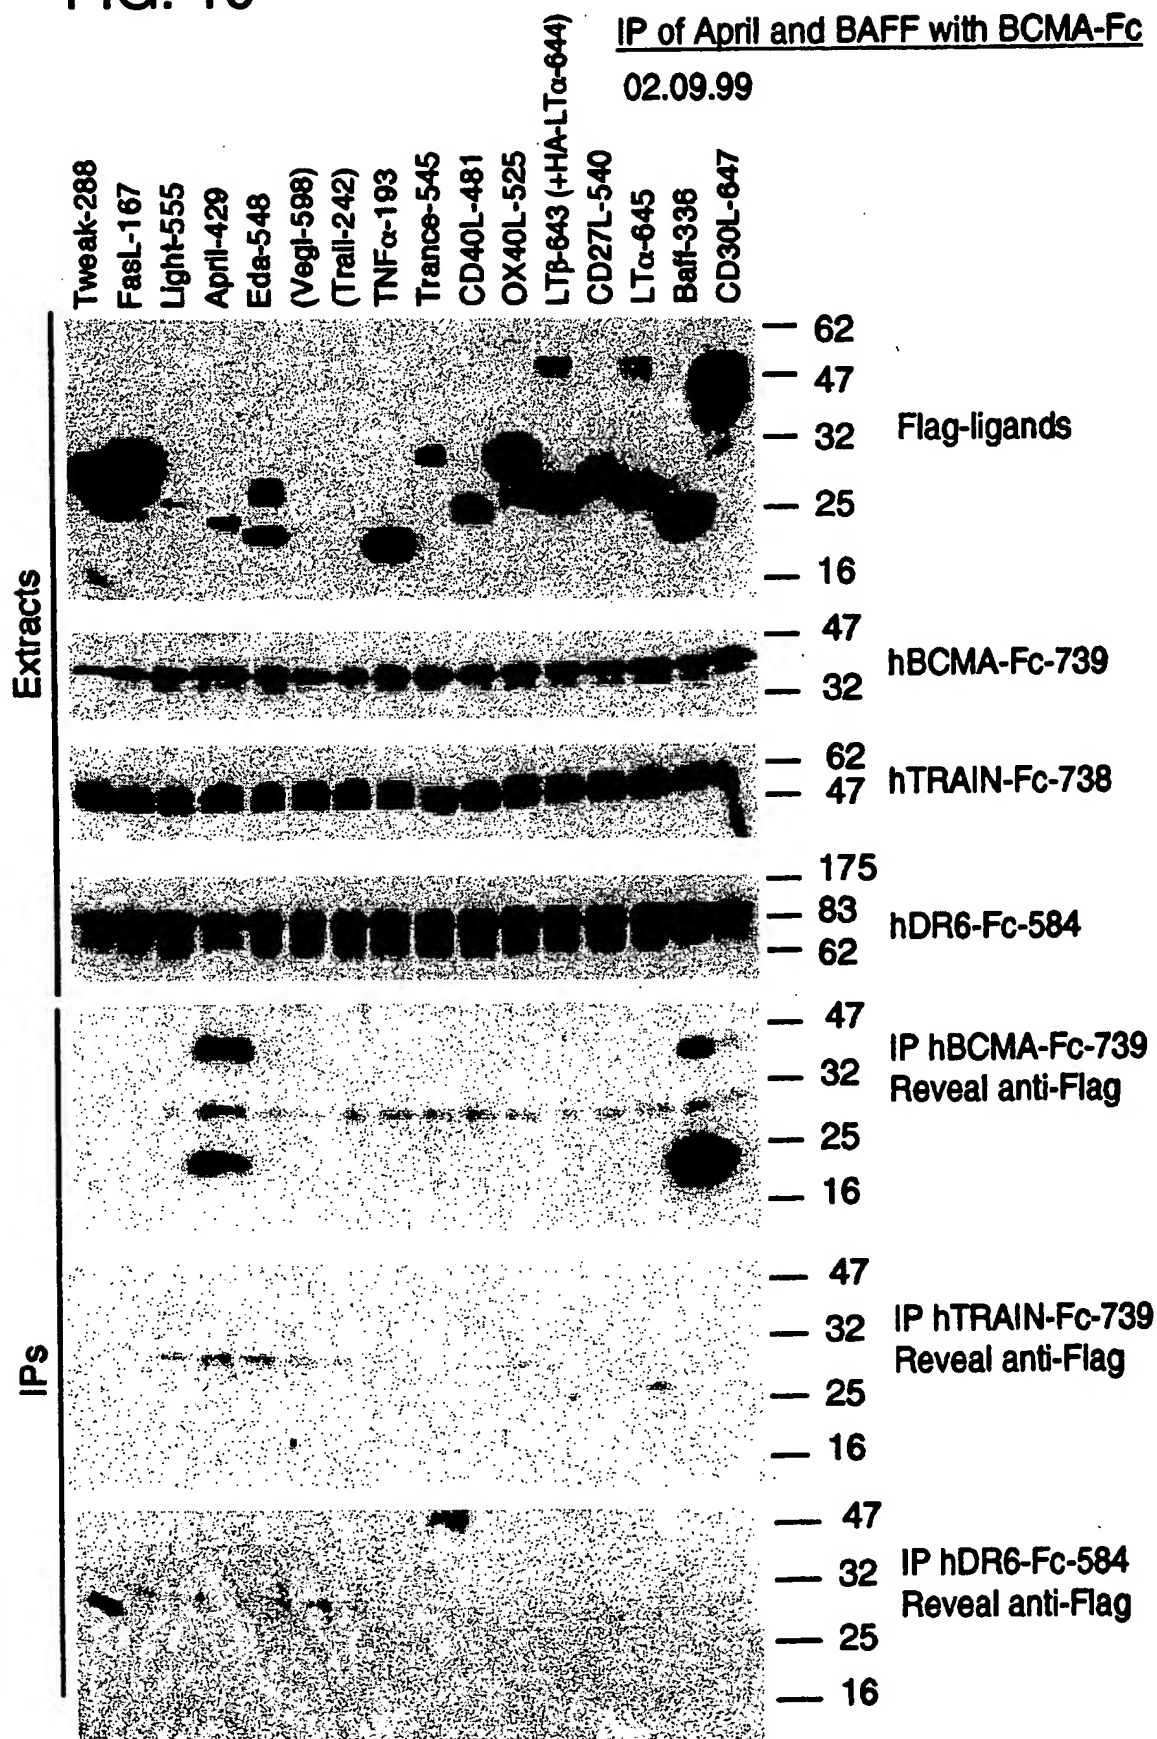 IP of April and BAFF with BCMA-Fc
02.09.99
Tweak-288
FasL-167
Light-555
April-429
Eda-548
(Vegl-598)
(Trail-242)
TNFα-193
Trance-545
CD40L-481
OX40L-525
LTβ-643 (+HA-LTα-644)
CD27L-540
LTα-645
Baff-336
CD30L-647
Extracts
62
47
32
25
16
Flag-ligands
47
32
hBCMA-Fc-739
62
47
hTRAIN-Fc-738
175
83
62
hDR6-Fc-584
IPs
47
32
25
16
IP hBCMA-Fc-739
Reveal anti-Flag
47
32
25
16
IP hTRAIN-Fc-739
Reveal anti-Flag
47
32
25
16
IP hDR6-Fc-584
Reveal anti-Flag